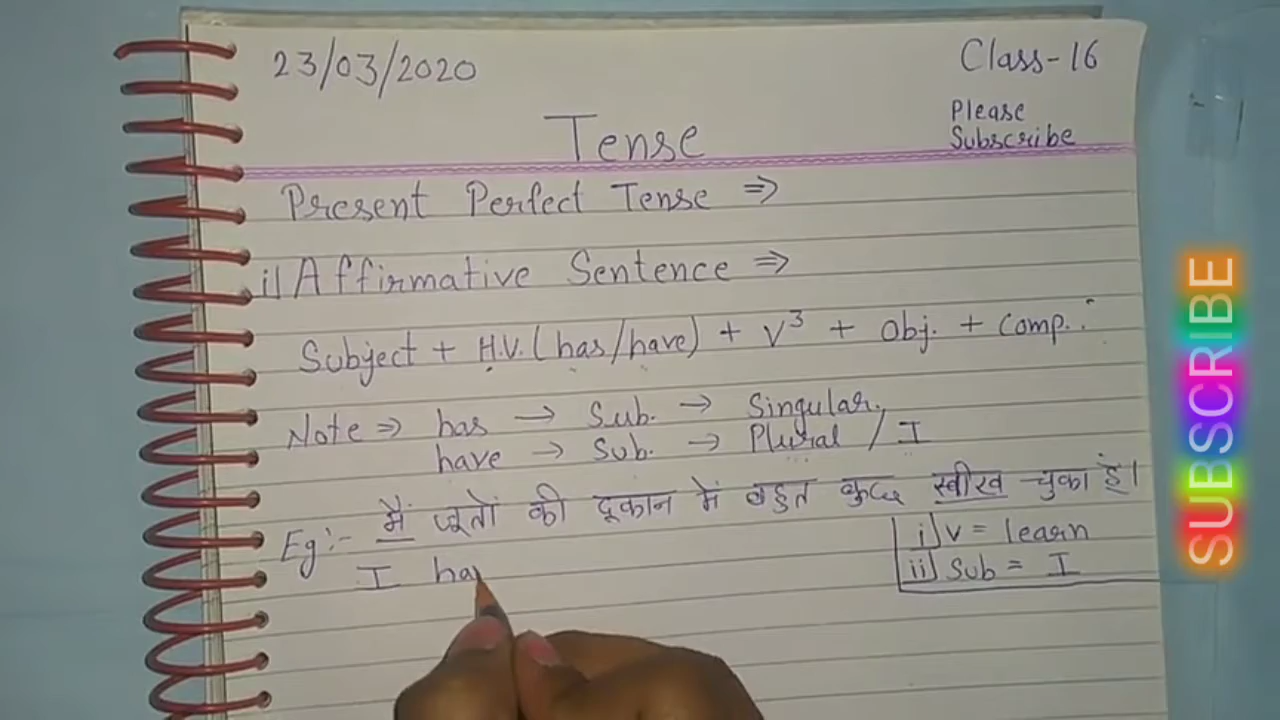 23/03/2020
Class-16
Please
Subscribe
Tense
Present Perfect Tense ⇒
i) Affirmative Sentence ⇒
Subject + H.V. (has/have) + V³ + Obj. + Comp..
Note ⇒ has → Sub. → Singular.
have → Sub. → Plural / I
Eg:- मैं जूतों की दूकान में बहुत कुछ सीख चुका हूं।
I ha
i) V = learn
ii) Sub = I
SUBSCRIBE